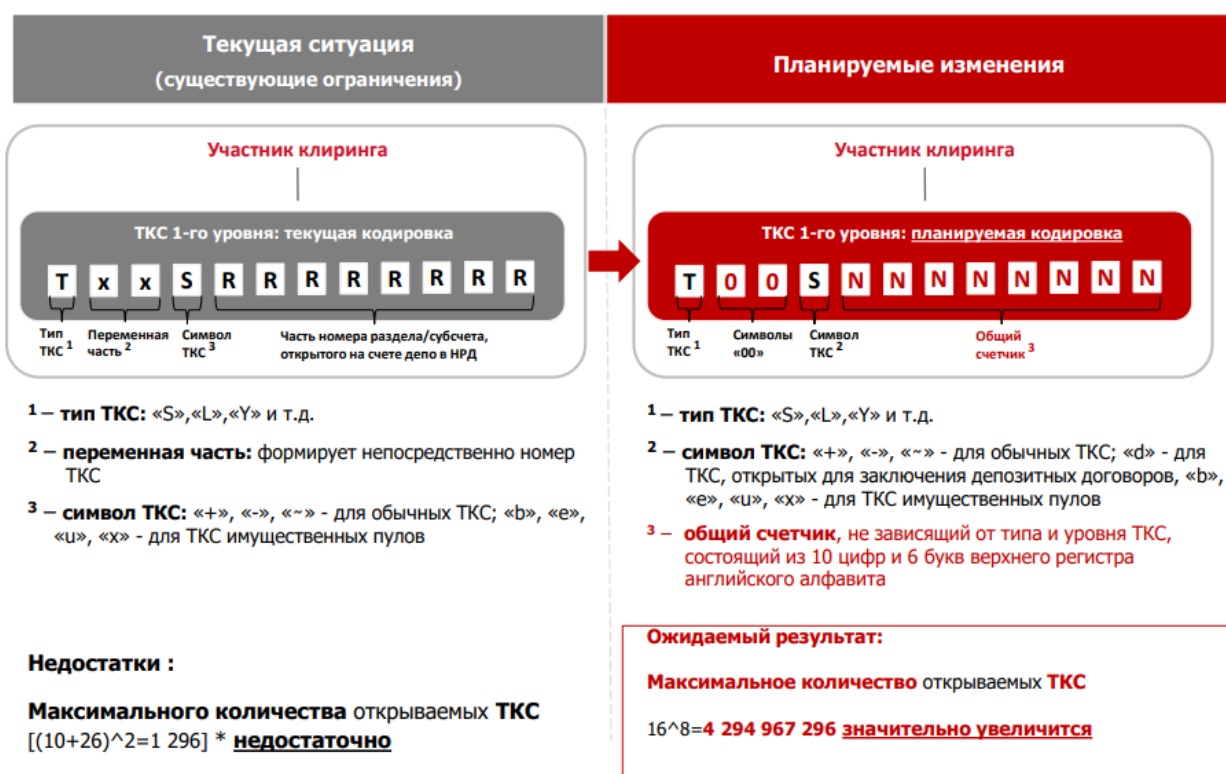 Текущая ситуация
(существующие ограничения)
Планируемые изменения
Участник клиринга
ТКС 1-го уровня: текущая кодировка
T x x S R R R R R R R R
Тип
ТКС 1
Переменная
часть 2
Символ
ТКС 3
Часть номера раздела/субсчета,
открытого на счете депо в НРД
1 – тип ТКС: «S»,«L»,«Y» и т.д.
2 – переменная часть: формирует непосредственно номер
ТКС
3 – символ ТКС: «+», «-», «~» - для обычных ТКС; «b», «e»,
«u», «x» - для ТКС имущественных пулов
Недостатки :
Максимального количества открываемых ТКС
[(10+26)^2=1 296] * недостаточно
Участник клиринга
ТКС 1-го уровня: планируемая кодировка
T 0 0 S N N N N N N N N
Тип
ТКС 1
Символы
«00»
Символ
ТКС 2
Общий
счетчик 3
1 – тип ТКС: «S»,«L»,«Y» и т.д.
2 – символ ТКС: «+», «-», «~» - для обычных ТКС; «d» - для
ТКС, открытых для заключения депозитных договоров, «b»,
«e», «u», «x» - для ТКС имущественных пулов
3 – общий счетчик, не зависящий от типа и уровня ТКС,
состоящий из 10 цифр и 6 букв верхнего регистра
английского алфавита
Ожидаемый результат:
Максимальное количество открываемых ТКС
16^8=4 294 967 296 значительно увеличится